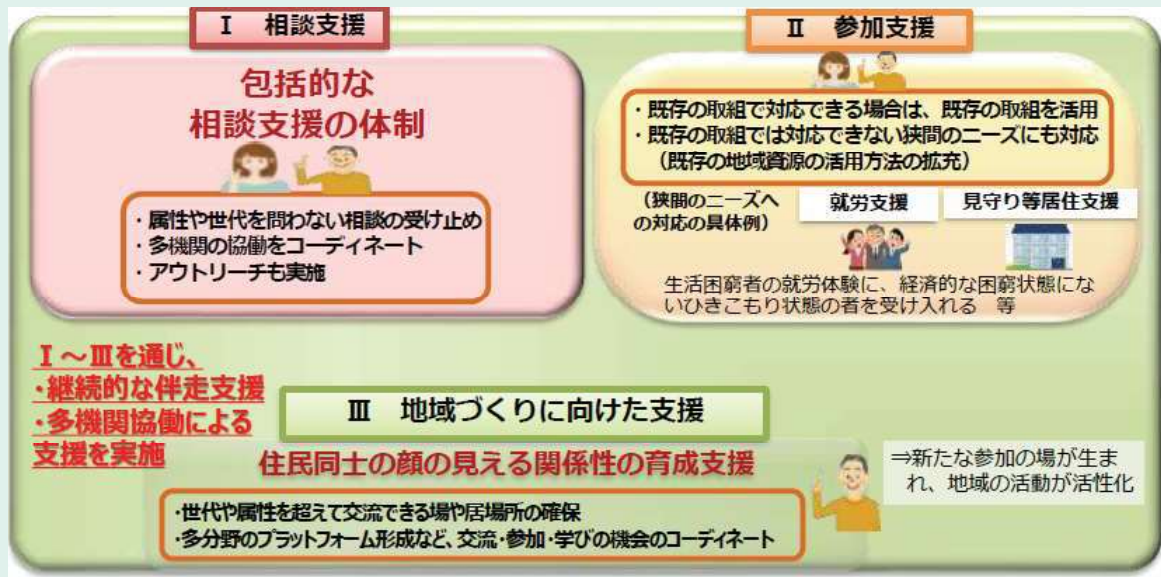 Ⅰ 相談支援
包括的な
相談支援の体制
・属性や世代を問わない相談の受け止め
・多機関の協働をコーディネート
・アウトリーチも実施
Ⅱ 参加支援
・既存の取組で対応できる場合は、既存の取組を活用
・既存の取組では対応できない狭間のニーズにも対応
（既存の地域資源の活用方法の拡充）
（狭間のニーズへ
の対応の具体例）
就労支援
見守り等居住支援
生活困窮者の就労体験に、経済的な困窮状態にな
いひきこもり状態の者を受け入れる 等
Ⅰ～Ⅲを通じ、
・継続的な伴走支援
・多機関協働による
支援を実施
Ⅲ 地域づくりに向けた支援
住民同士の顔の見える関係性の育成支援
・世代や属性を超えて交流できる場や居場所の確保
・多分野のプラットフォーム形成など、交流・参加・学びの機会のコーディネート
⇒新たな参加の場が生ま
れ、地域の活動が活性化